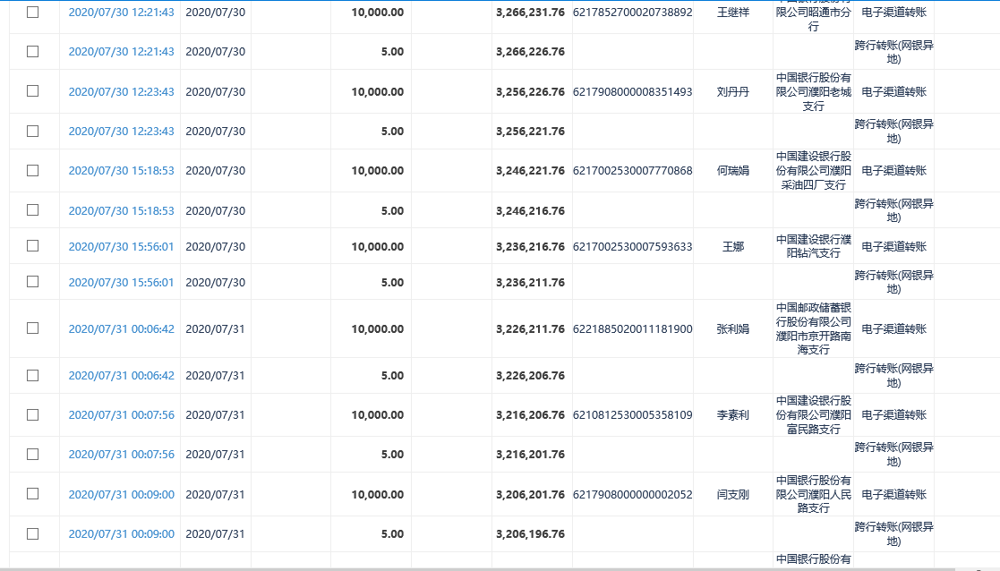 2020/07/30 12:21:43 2020/07/30 10,000.00 3,266,231.76 6217852700020738892 王继祥 限公司昭通市分行 电子渠道转账
2020/07/30 12:21:43 2020/07/30 5.00 3,266,226.76 跨行转账(网银异地)
2020/07/30 12:23:43 2020/07/30 10,000.00 3,256,226.76 6217908000008351493 刘丹丹 中国银行股份有限公司濮阳老城支行 电子渠道转账
2020/07/30 12:23:43 2020/07/30 5.00 3,256,221.76 跨行转账(网银异地)
2020/07/30 15:18:53 2020/07/30 10,000.00 3,246,221.76 6217002530007770868 何瑞娟 中国建设银行股份有限公司濮阳采油四厂支行 电子渠道转账
2020/07/30 15:18:53 2020/07/30 5.00 3,246,216.76 跨行转账(网银异地)
2020/07/30 15:56:01 2020/07/30 10,000.00 3,236,216.76 6217002530007593633 王娜 中国建设银行濮阳钻汽支行 电子渠道转账
2020/07/30 15:56:01 2020/07/30 5.00 3,236,211.76 跨行转账(网银异地)
2020/07/31 00:06:42 2020/07/31 10,000.00 3,226,211.76 6221885020011181900 张利娟 中国邮政储蓄银行股份有限公司濮阳市京开路南海支行 电子渠道转账
2020/07/31 00:06:42 2020/07/31 5.00 3,226,206.76 跨行转账(网银异地)
2020/07/31 00:07:56 2020/07/31 10,000.00 3,216,206.76 6210812530005358109 李素利 中国建设银行股份有限公司濮阳富民路支行 电子渠道转账
2020/07/31 00:07:56 2020/07/31 5.00 3,216,201.76 跨行转账(网银异地)
2020/07/31 00:09:00 2020/07/31 10,000.00 3,206,201.76 6217908000000002052 闫支刚 中国银行股份有限公司濮阳人民路支行 电子渠道转账
2020/07/31 00:09:00 2020/07/31 5.00 3,206,196.76 跨行转账(网银异地)
中国银行股份有